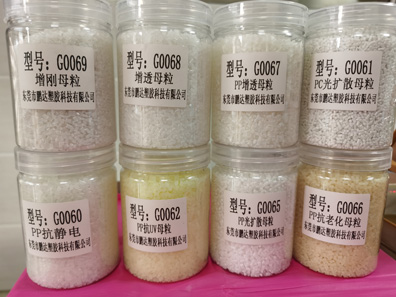 型号：G0069
增刚母粒
东莞市鹏达塑胶科技有限公司
型号：G0068
增透母粒
东莞市鹏达塑胶科技有限公司
型号：G0067
PP增透母粒
东莞市鹏达塑胶科技有限公司
型号：G0061
PC光扩散母粒
东莞市鹏达塑胶科技有限公司
型号：G0060
PP抗静电
东莞市鹏达塑胶科技有限公司
型号：G0062
PP抗UV母粒
东莞市鹏达塑胶科技有限公司
型号：G0065
PP光扩散母粒
东莞市鹏达塑胶科技有限公司
型号：G0066
PP抗老化母粒
东莞市鹏达塑胶科技有限公司